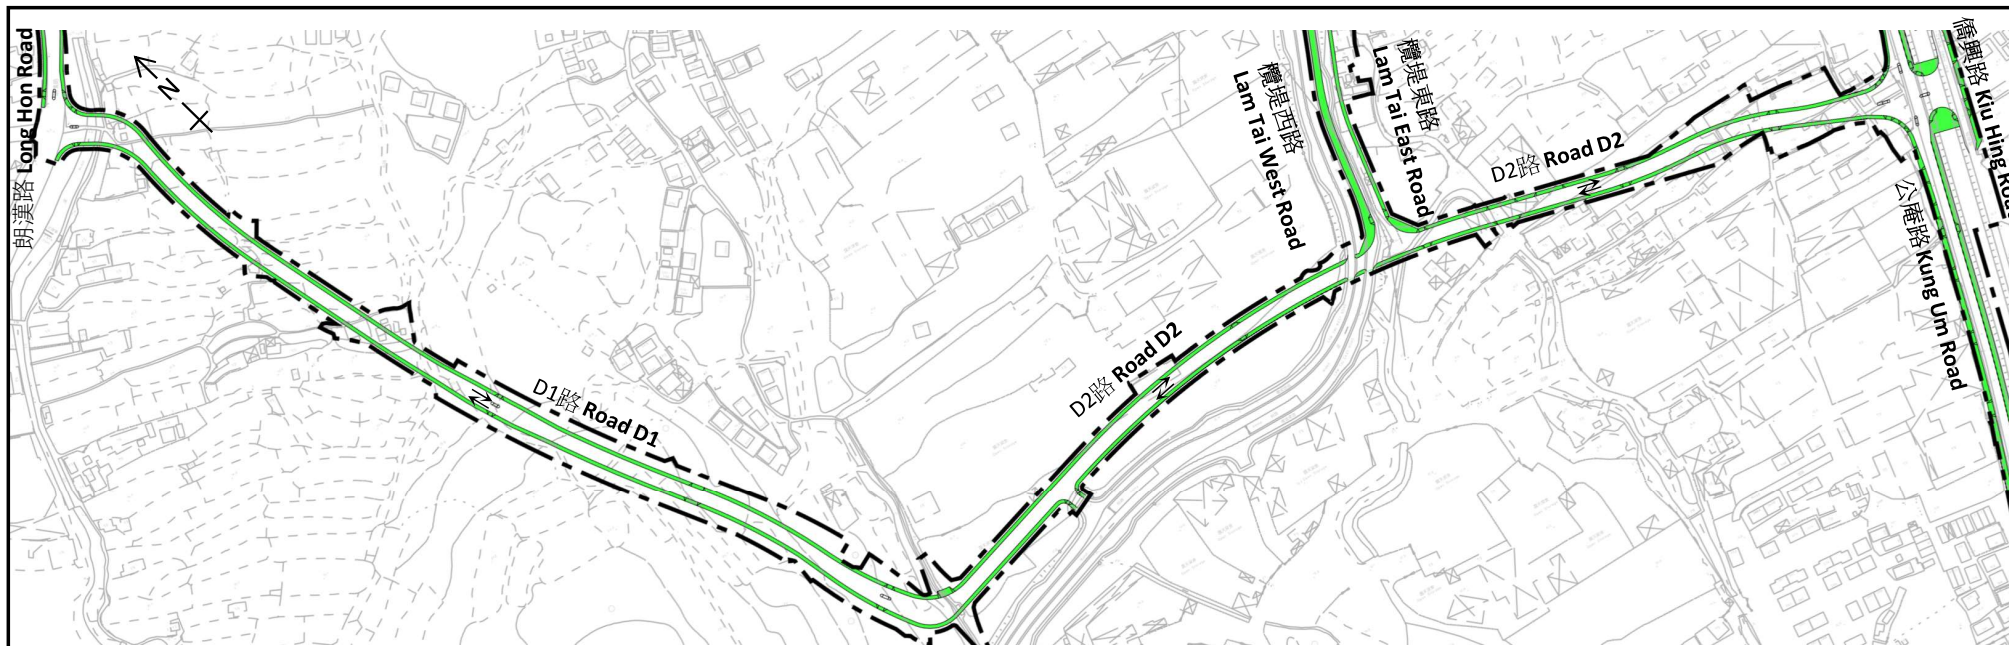 朗漢路 Long Hon Road
N
D1路 Road D1
D2路 Road D2
欖堤西路
Lam Tai West Road
欖堤東路
Lam Tai East Road
D2路 Road D2
公庵路 Kung Um Road
僑興路 Kiu Hing